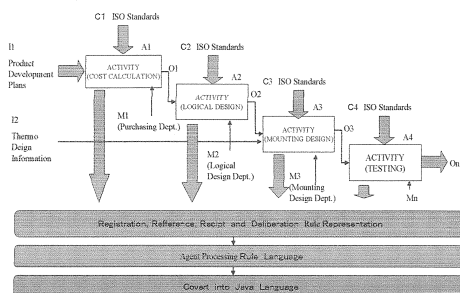 C1 ISO Standards
I1
A1
C2 ISO Standards
Product
Development
Plans
ACTIVITY
(COST CALCULATION)
O1
A2
C3 ISO Standards
ACTIVITY
(LOGICAL DESIGN)
O2
M1
(Purchasing Dept.)
A3
C4 ISO Standards
I2
Thermo
Deign
Information
ACTIVITY
(MOUNTING DESIGN)
O3
A4
M2
(Logical
Design Dept.)
ACTIVITY
(TESTING)
On
M3
(Mounting
Design Dept.)
Mn
Registration, Refference, Recipt and Deliberation Rule Representation
Agent Processing Rule Language
Covert into Java Language